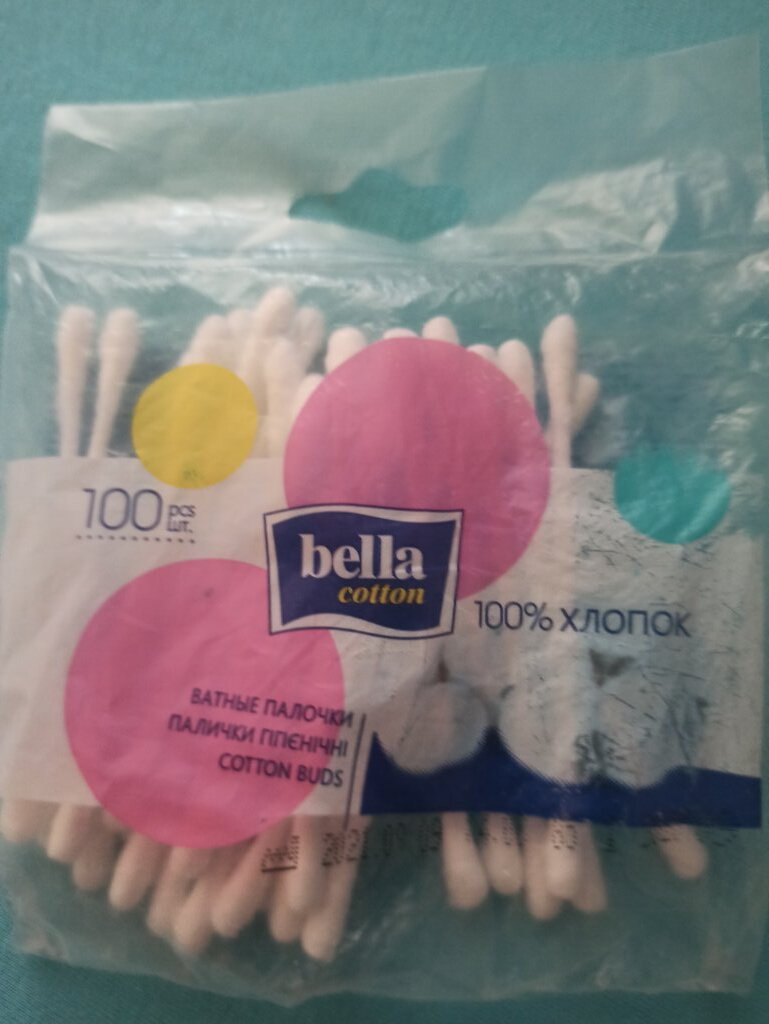 100 pcs
шт.
bella
cotton
100% ХЛОПОК
ВАТНЫЕ ПАЛОЧКИ
ПАЛИЧКИ ГІГІЄНІЧНІ
COTTON BUDS